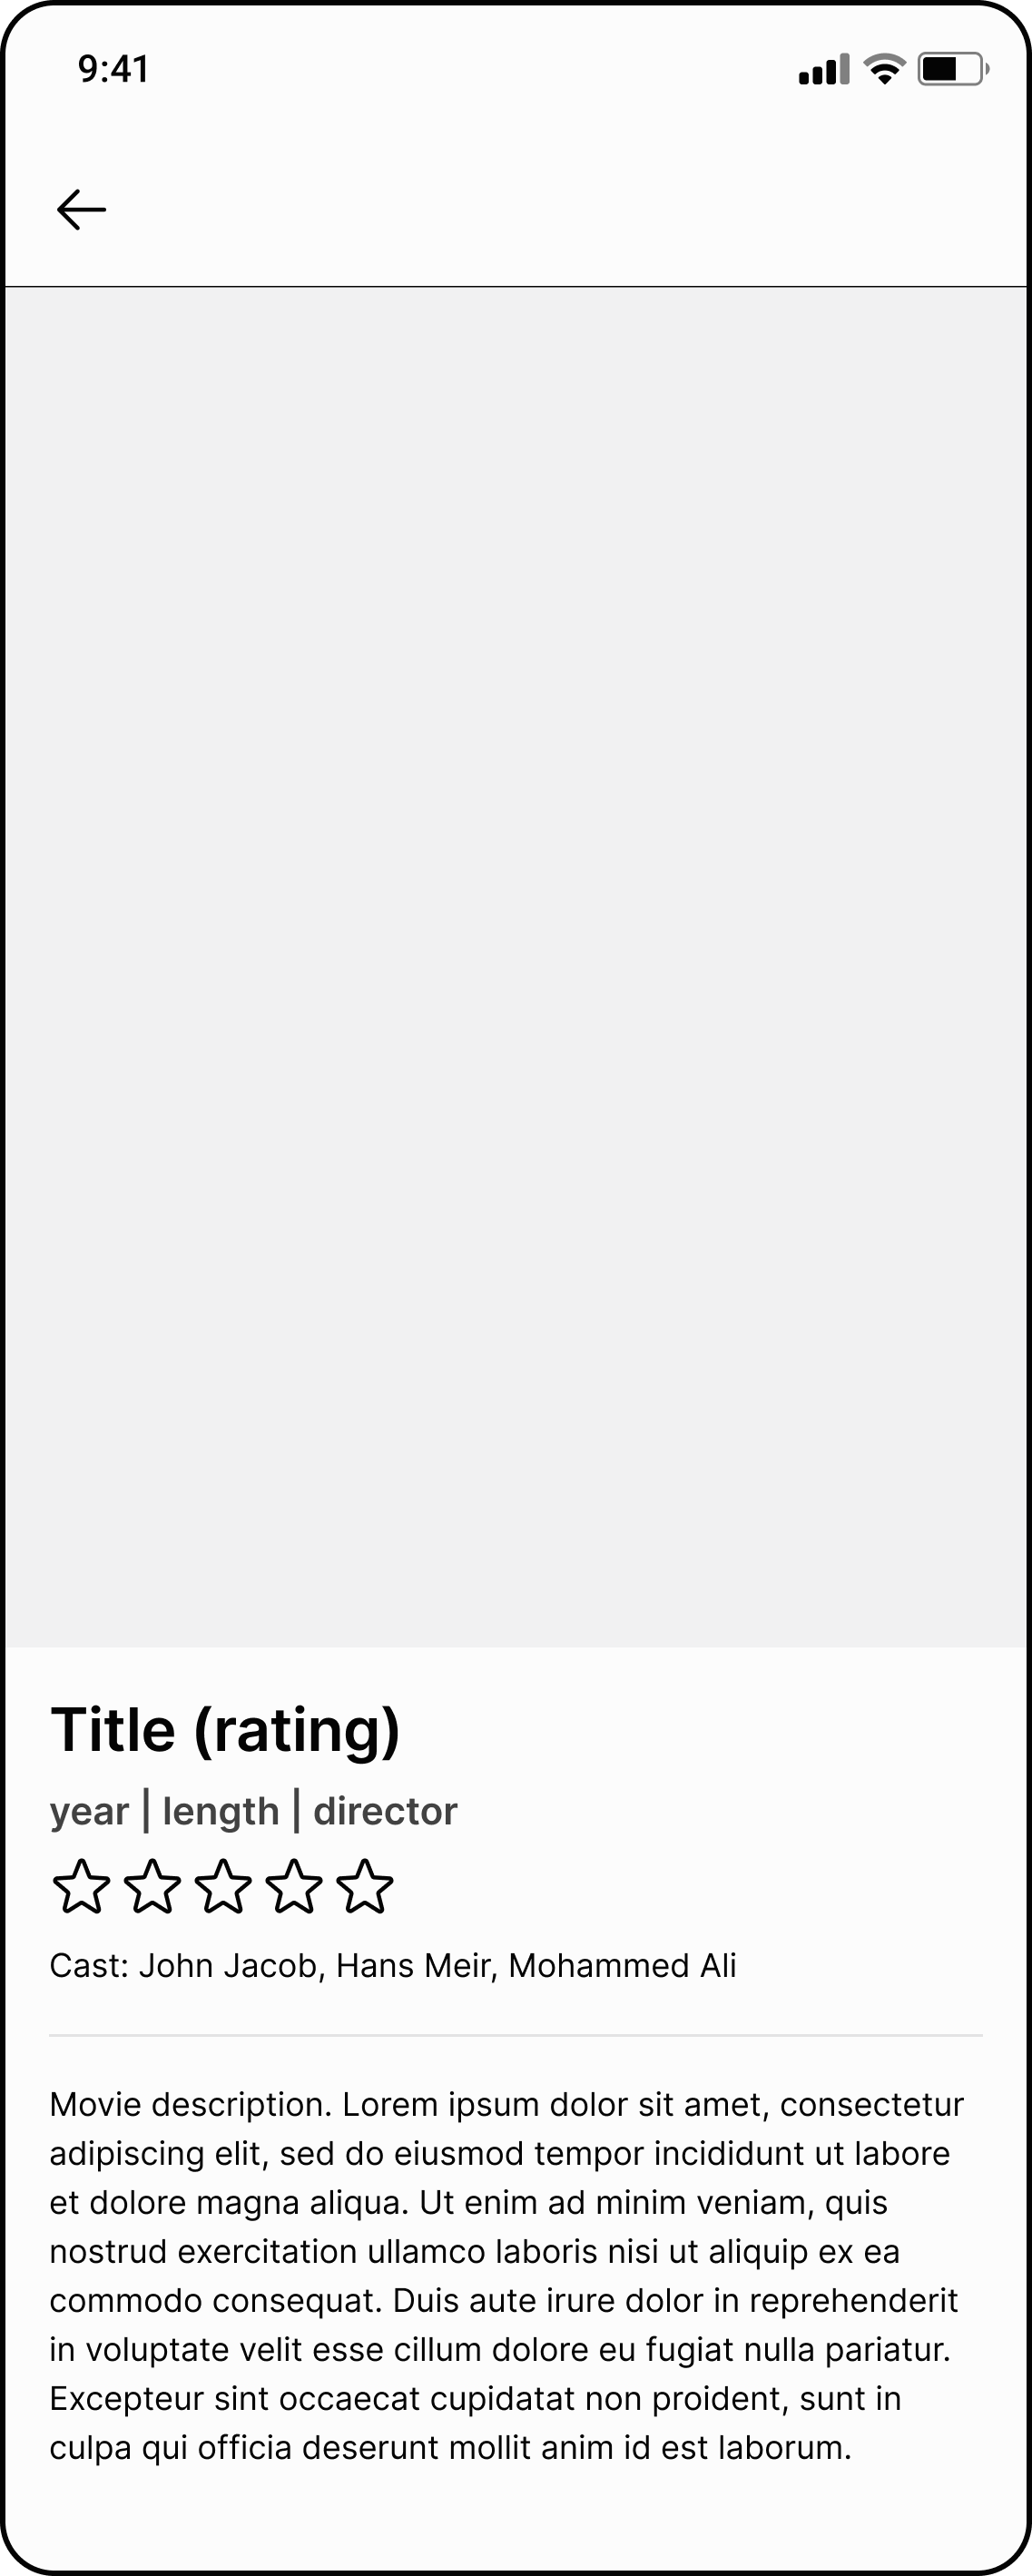 9:41
Title (rating)
year | length | director
Cast: John Jacob, Hans Meir, Mohammed Ali
Movie description. Lorem ipsum dolor sit amet, consectetur
adipiscing elit, sed do eiusmod tempor incididunt ut labore
et dolore magna aliqua. Ut enim ad minim veniam, quis
nostrud exercitation ullamco laboris nisi ut aliquip ex ea
commodo consequat. Duis aute irure dolor in reprehenderit
in voluptate velit esse cillum dolore eu fugiat nulla pariatur.
Excepteur sint occaecat cupidatat non proident, sunt in
culpa qui officia deserunt mollit anim id est laborum.